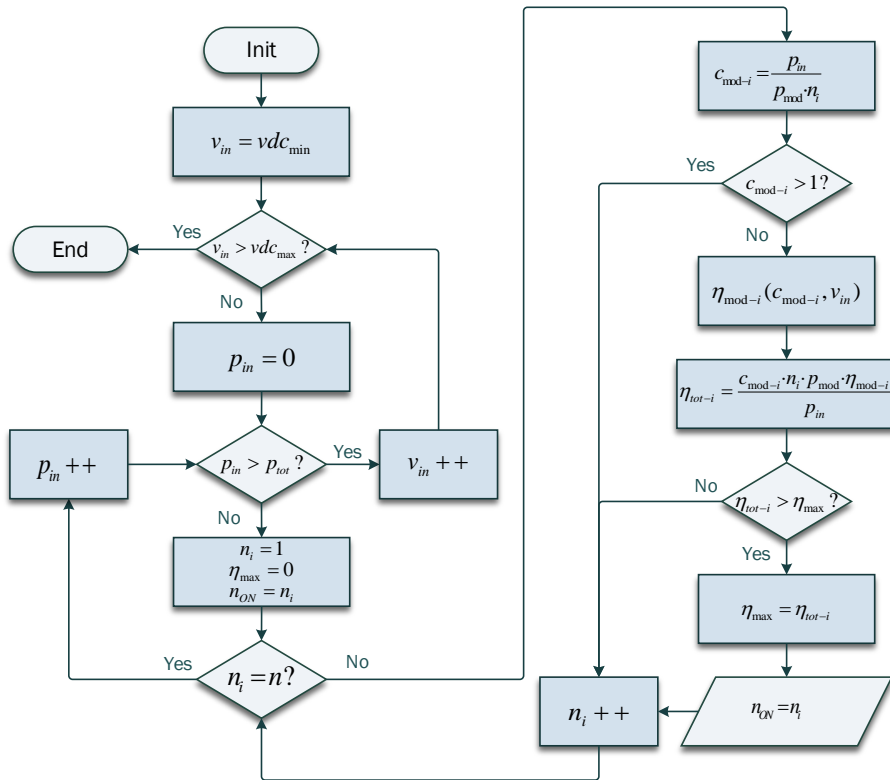 Init
v_in = vdc_min
v_in > vdc_max ?
Yes
End
No
p_in = 0
p_in > p_tot ?
Yes
v_in ++
p_in ++
No
n_i = 1
η_max = 0
n_ON = n_i
n_i = n?
Yes
No
c_mod−i = p_in / p_mod · n_i
c_mod−i > 1?
Yes
No
η_mod−i (c_mod−i , v_in)
η_tot−i = c_mod−i · n_i · p_mod · η_mod−i / p_in
η_tot−i > η_max ?
No
Yes
η_max = η_tot−i
n_ON = n_i
n_i ++